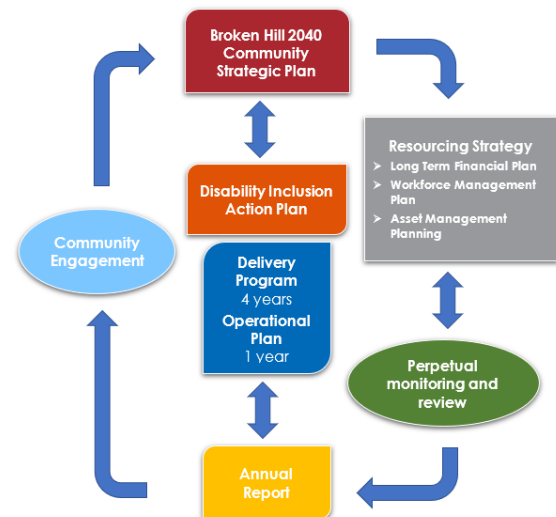 Broken Hill 2040
Community
Strategic Plan
Resourcing Strategy
➤ Long Term Financial Plan
➤ Workforce Management
Plan
➤ Asset Management
Planning
Disability Inclusion
Action Plan
Community
Engagement
Delivery
Program
4 years
Operational
Plan
1 year
Perpetual
monitoring and
review
Annual
Report